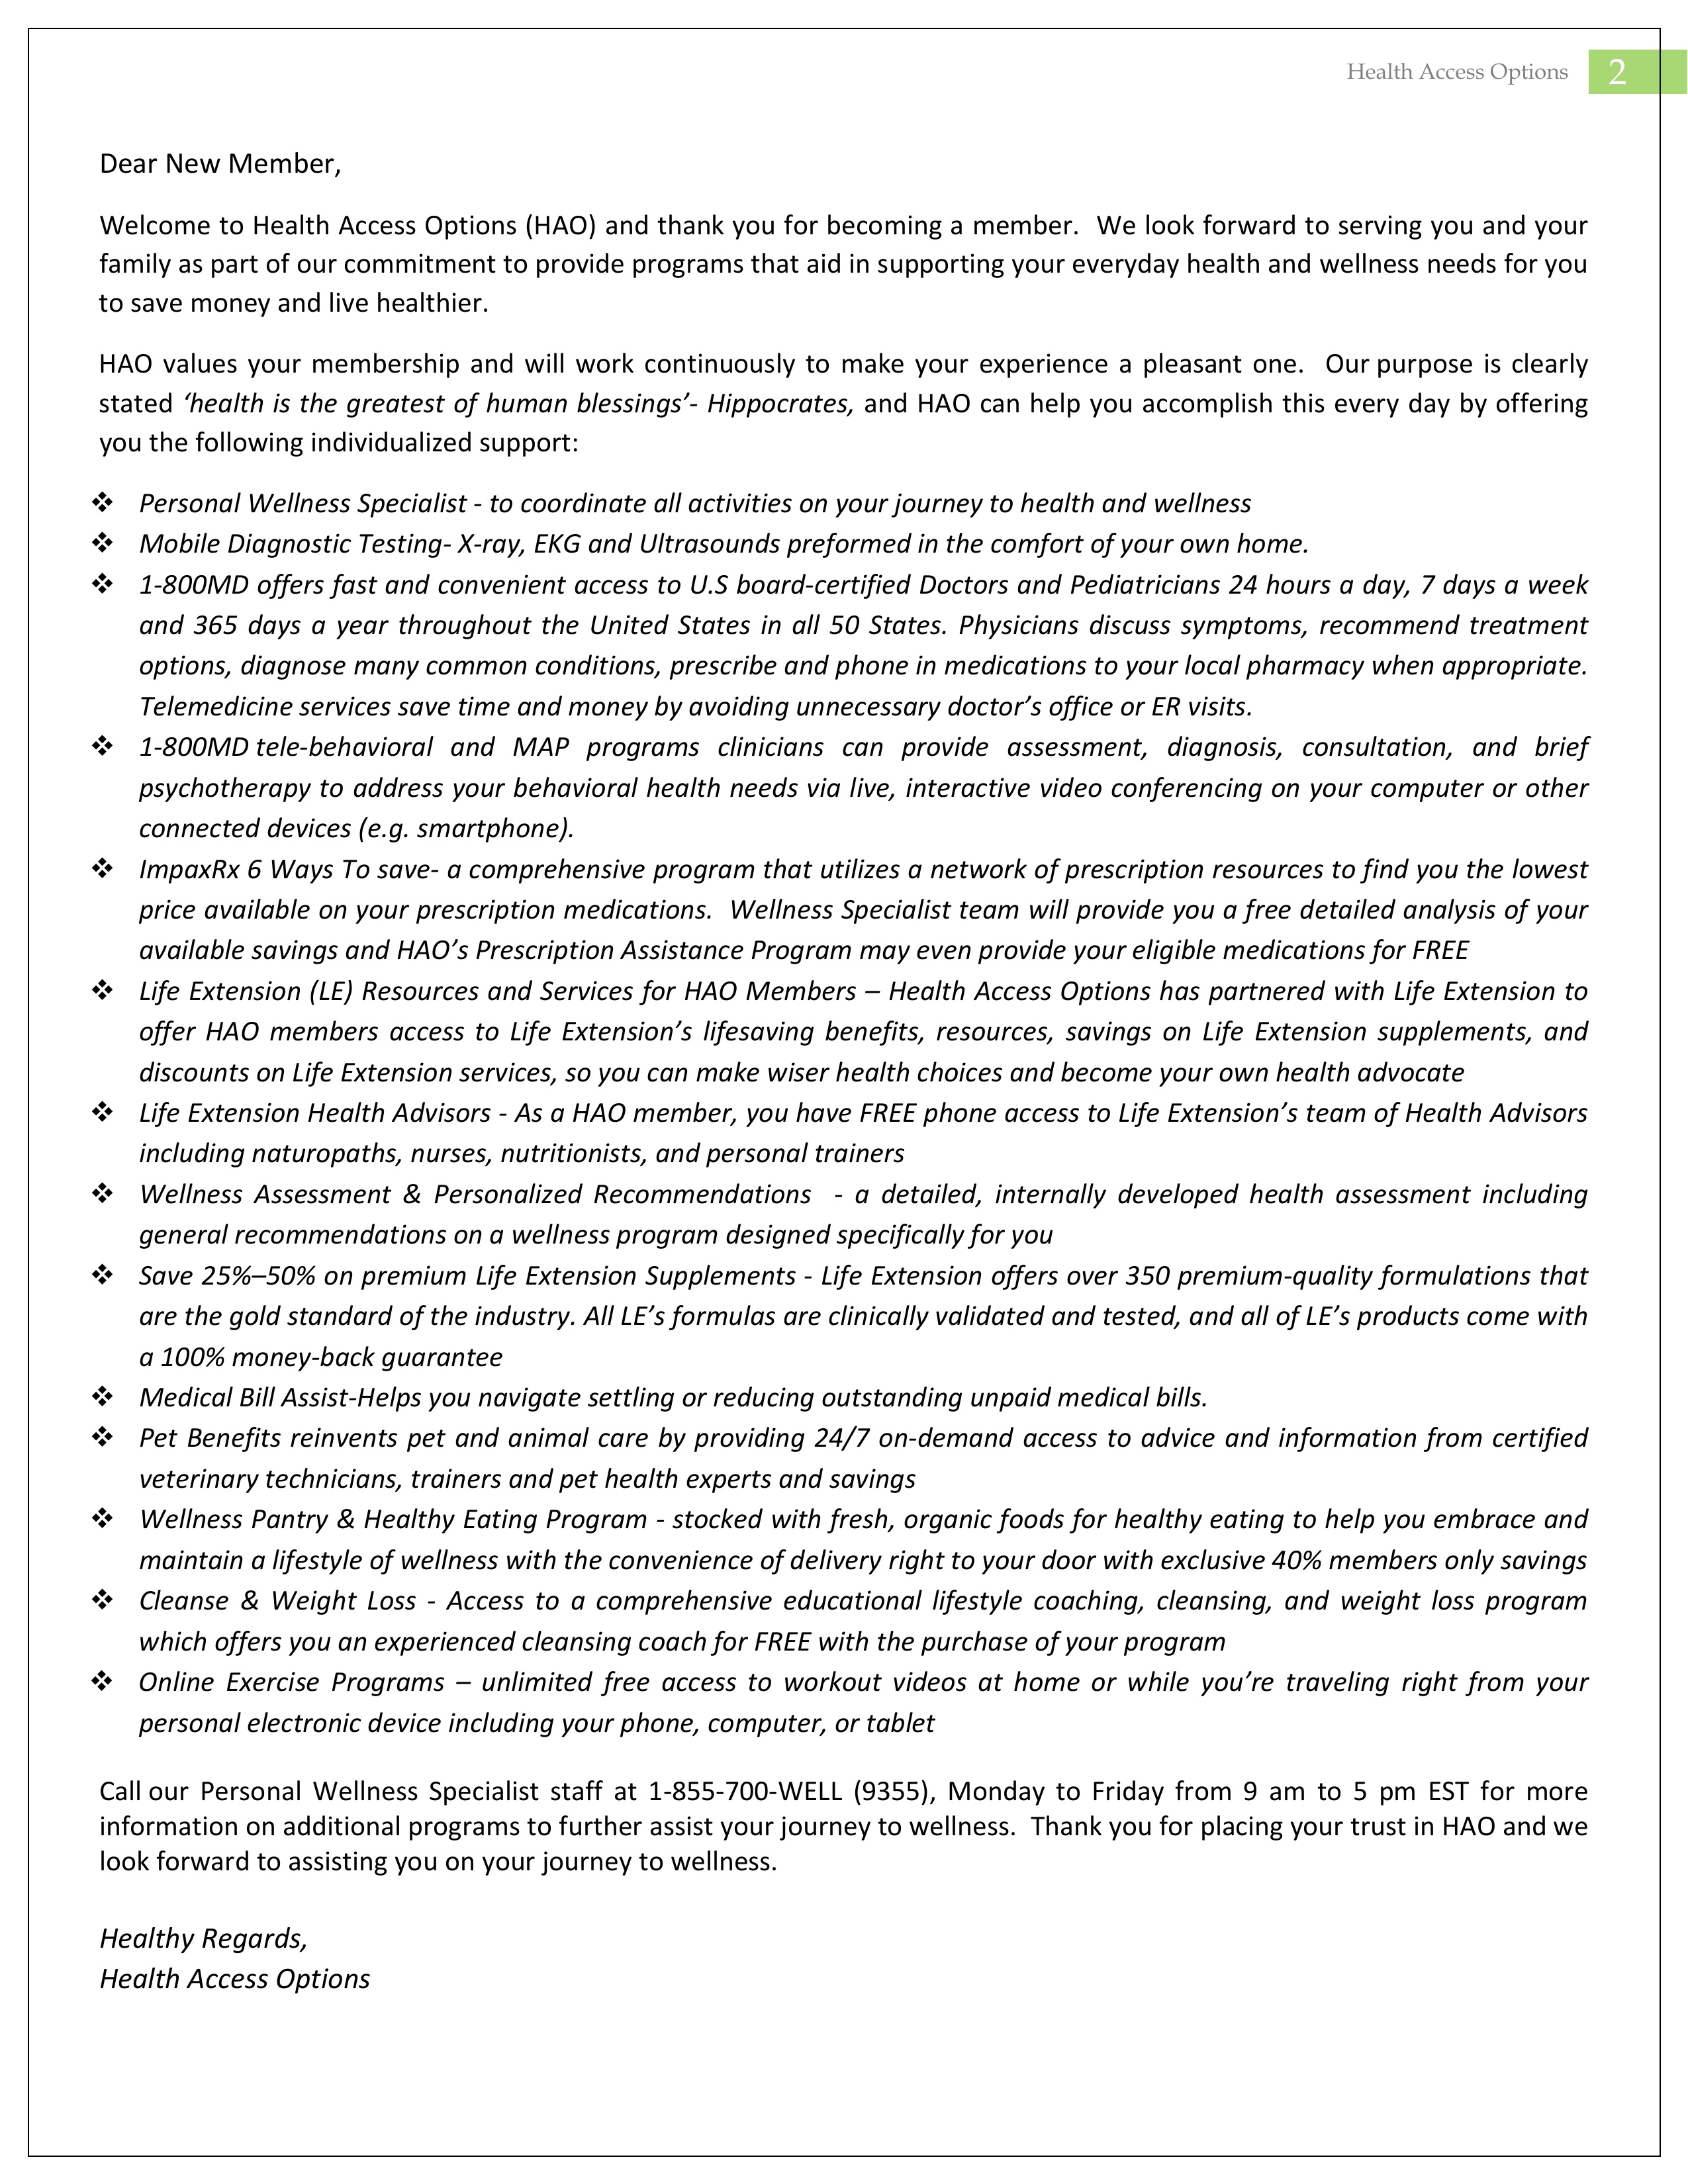 Health Access Options 2
Dear New Member,
Welcome to Health Access Options (HAO) and thank you for becoming a member.  We look forward to serving you and your
family as part of our commitment to provide programs that aid in supporting your everyday health and wellness needs for you
to save money and live healthier.
HAO values your membership and will work continuously to make your experience a pleasant one.  Our purpose is clearly
stated ‘health is the greatest of human blessings’- Hippocrates, and HAO can help you accomplish this every day by offering
you the following individualized support:
❖ Personal Wellness Specialist - to coordinate all activities on your journey to health and wellness
❖ Mobile Diagnostic Testing- X-ray, EKG and Ultrasounds preformed in the comfort of your own home.
❖ 1-800MD offers fast and convenient access to U.S board-certified Doctors and Pediatricians 24 hours a day, 7 days a week
and 365 days a year throughout the United States in all 50 States. Physicians discuss symptoms, recommend treatment
options, diagnose many common conditions, prescribe and phone in medications to your local pharmacy when appropriate.
Telemedicine services save time and money by avoiding unnecessary doctor’s office or ER visits.
❖ 1-800MD tele-behavioral and MAP programs clinicians can provide assessment, diagnosis, consultation, and brief
psychotherapy to address your behavioral health needs via live, interactive video conferencing on your computer or other
connected devices (e.g. smartphone).
❖ ImpaxRx 6 Ways To save- a comprehensive program that utilizes a network of prescription resources to find you the lowest
price available on your prescription medications.  Wellness Specialist team will provide you a free detailed analysis of your
available savings and HAO’s Prescription Assistance Program may even provide your eligible medications for FREE
❖ Life Extension (LE) Resources and Services for HAO Members – Health Access Options has partnered with Life Extension to
offer HAO members access to Life Extension’s lifesaving benefits, resources, savings on Life Extension supplements, and
discounts on Life Extension services, so you can make wiser health choices and become your own health advocate
❖ Life Extension Health Advisors - As a HAO member, you have FREE phone access to Life Extension’s team of Health Advisors
including naturopaths, nurses, nutritionists, and personal trainers
❖ Wellness Assessment & Personalized Recommendations  - a detailed, internally developed health assessment including
general recommendations on a wellness program designed specifically for you
❖ Save 25%–50% on premium Life Extension Supplements - Life Extension offers over 350 premium-quality formulations that
are the gold standard of the industry. All LE’s formulas are clinically validated and tested, and all of LE’s products come with
a 100% money-back guarantee
❖ Medical Bill Assist-Helps you navigate settling or reducing outstanding unpaid medical bills.
❖ Pet Benefits reinvents pet and animal care by providing 24/7 on-demand access to advice and information from certified
veterinary technicians, trainers and pet health experts and savings
❖ Wellness Pantry & Healthy Eating Program - stocked with fresh, organic foods for healthy eating to help you embrace and
maintain a lifestyle of wellness with the convenience of delivery right to your door with exclusive 40% members only savings
❖ Cleanse & Weight Loss - Access to a comprehensive educational lifestyle coaching, cleansing, and weight loss program
which offers you an experienced cleansing coach for FREE with the purchase of your program
❖ Online Exercise Programs – unlimited free access to workout videos at home or while you’re traveling right from your
personal electronic device including your phone, computer, or tablet
Call our Personal Wellness Specialist staff at 1-855-700-WELL (9355), Monday to Friday from 9 am to 5 pm EST for more
information on additional programs to further assist your journey to wellness.  Thank you for placing your trust in HAO and we
look forward to assisting you on your journey to wellness.
Healthy Regards,
Health Access Options